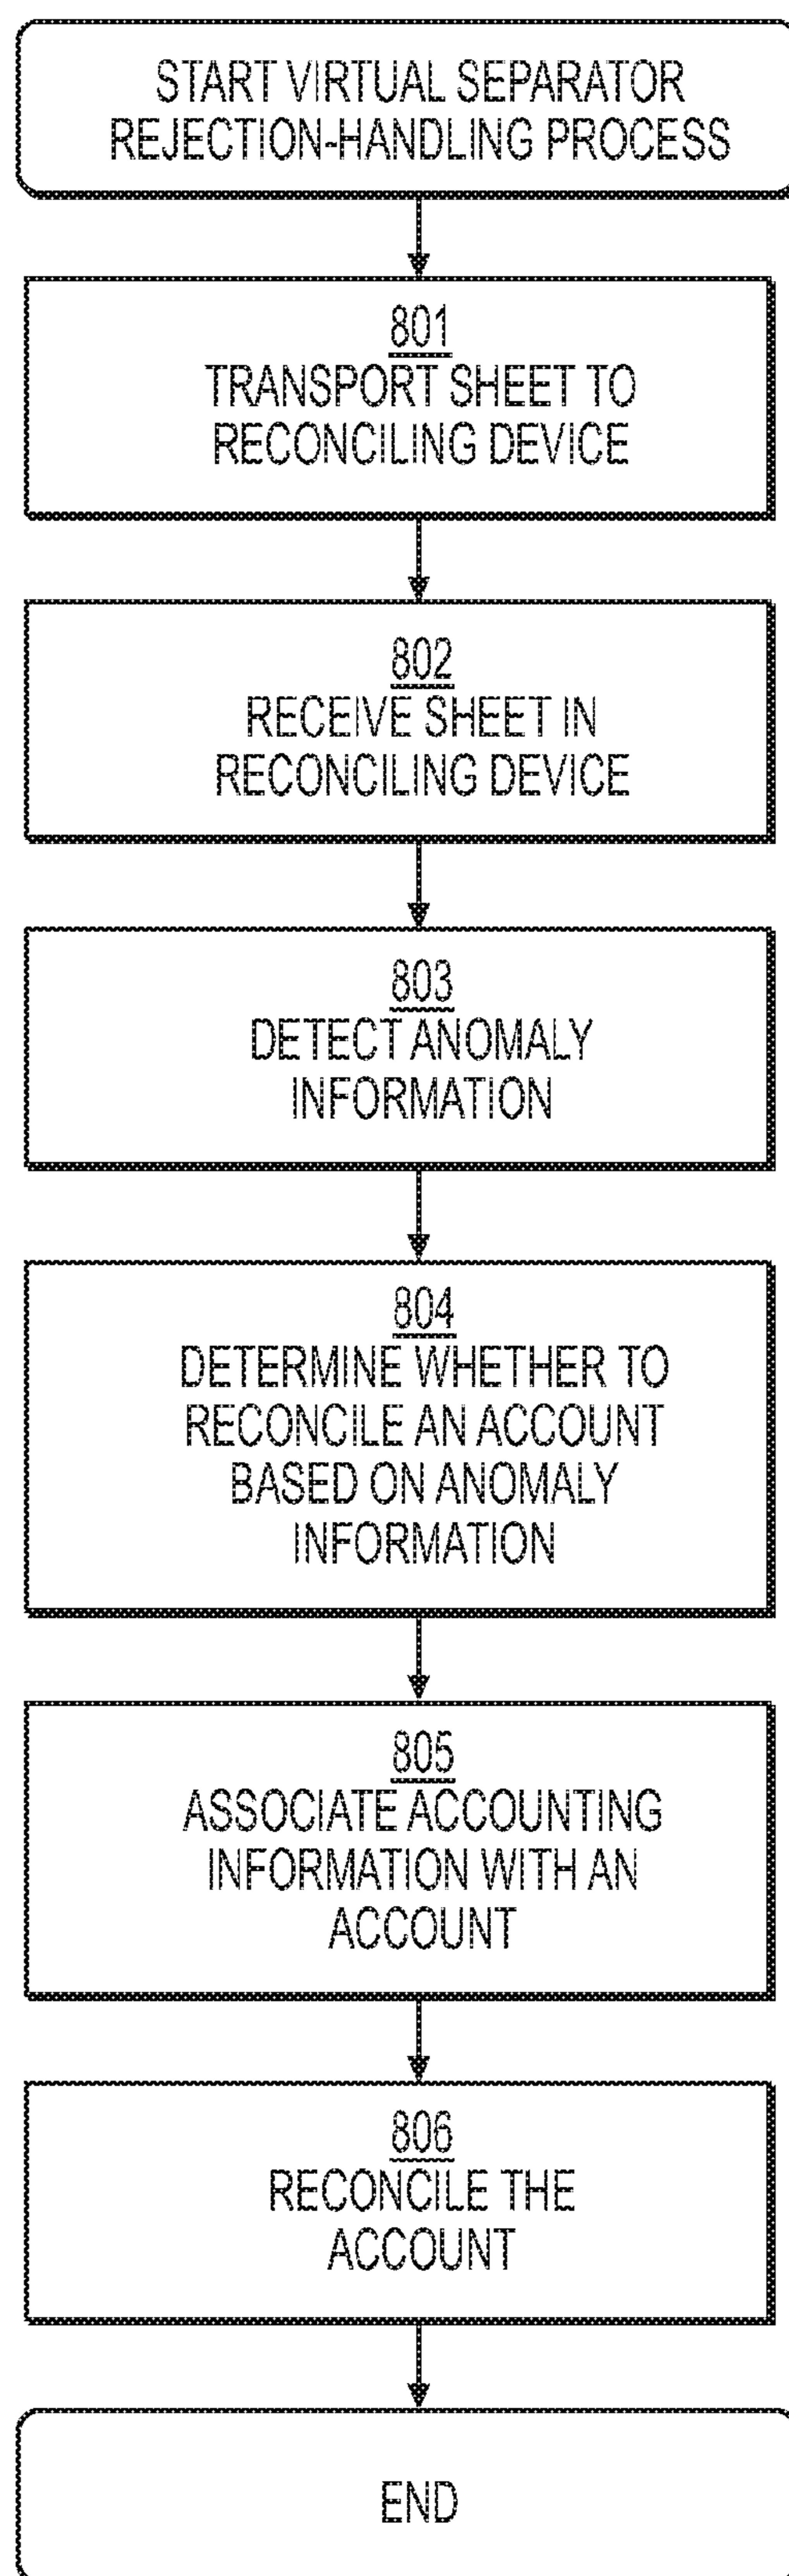 START VIRTUAL SEPARATOR
REJECTION-HANDLING PROCESS
801
TRANSPORT SHEET TO
RECONCILING DEVICE
802
RECEIVE SHEET IN
RECONCILING DEVICE
803
DETECT ANOMALY
INFORMATION
804
DETERMINE WHETHER TO
RECONCILE AN ACCOUNT
BASED ON ANOMALY
INFORMATION
805
ASSOCIATE ACCOUNTING
INFORMATION WITH AN
ACCOUNT
806
RECONCILE THE
ACCOUNT
END